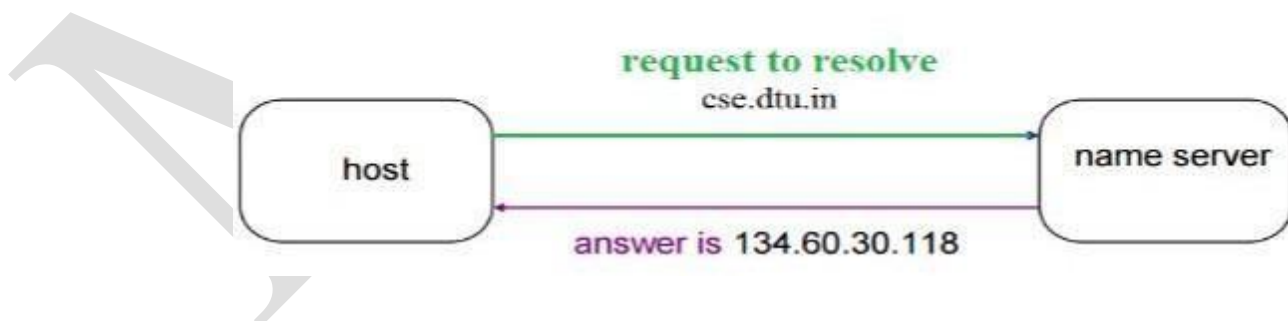 request to resolve
cse.dtu.in
host
name server
answer is 134.60.30.118